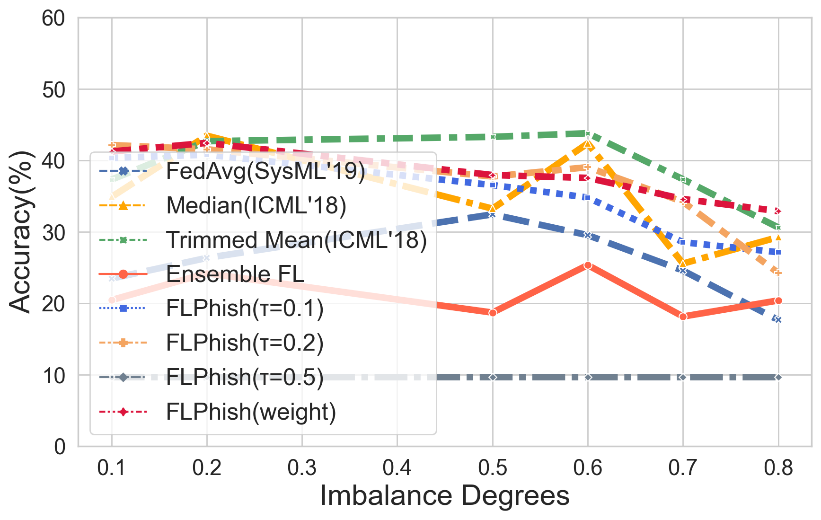 60
50
40
30
20
10
0
Accuracy(%)
FedAvg(SysML'19)
Median(ICML'18)
Trimmed Mean(ICML'18)
Ensemble FL
FLPhish(τ=0.1)
FLPhish(τ=0.2)
FLPhish(τ=0.5)
FLPhish(weight)
0.1 0.2 0.3 0.4 0.5 0.6 0.7 0.8
Imbalance Degrees